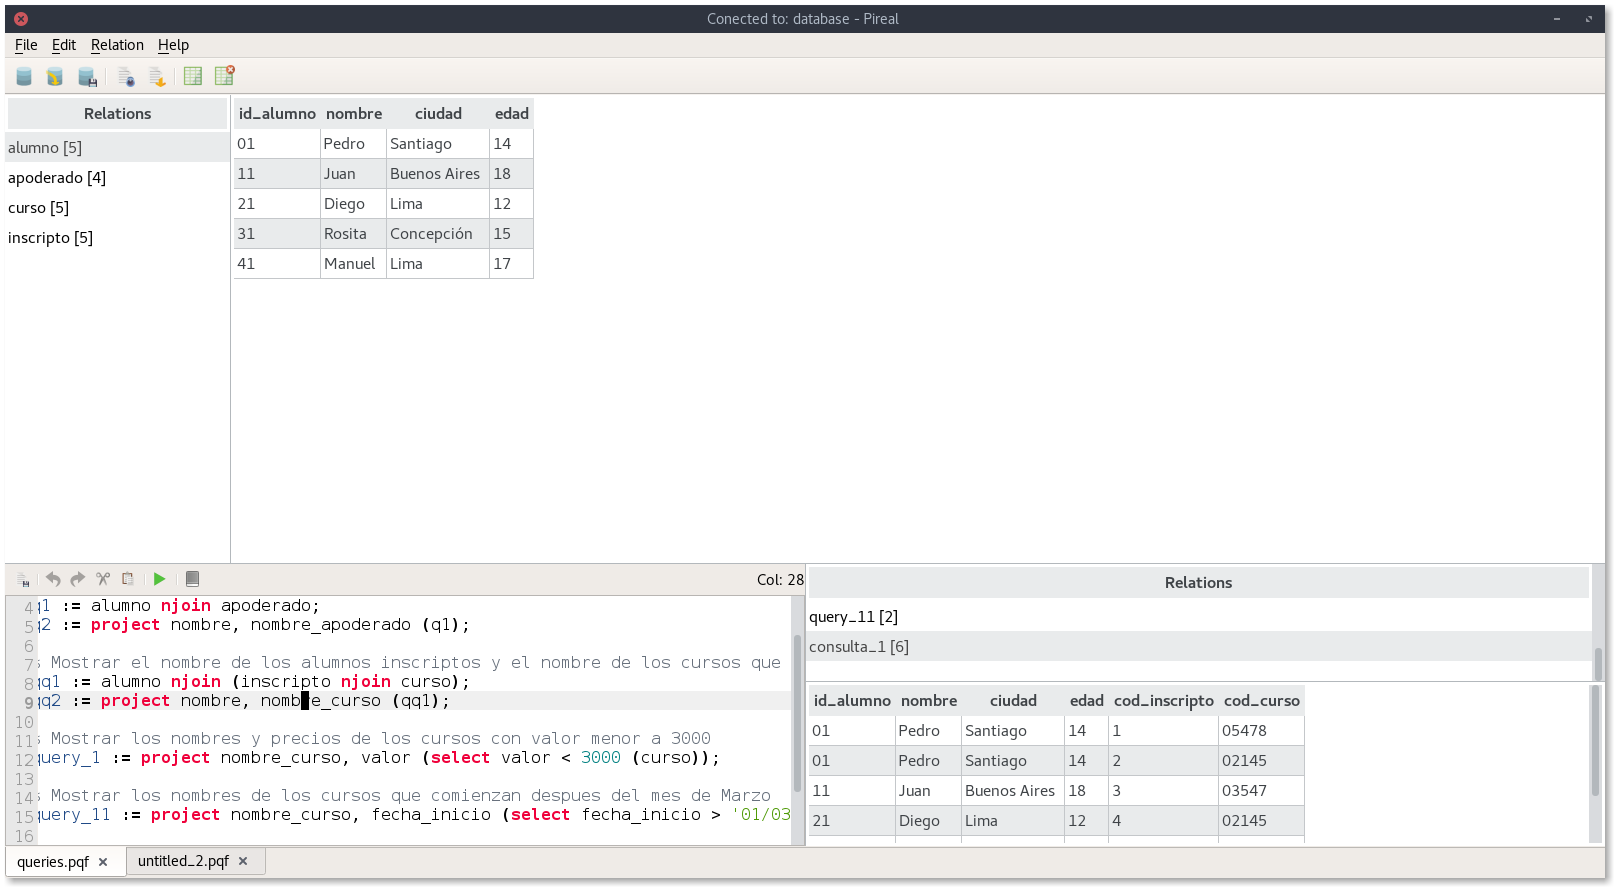 Conected to: database - Pireal
File Edit Relation Help
Relations
alumno [5]
apoderado [4]
curso [5]
inscripto [5]
id_alumno nombre ciudad edad
01 Pedro Santiago 14
11 Juan Buenos Aires 18
21 Diego Lima 12
31 Rosita Concepción 15
41 Manuel Lima 17
Col: 28
4 q1 := alumno njoin apoderado;
5 q2 := project nombre, nombre_apoderado (q1);
6
7 Mostrar el nombre de los alumnos inscriptos y el nombre de los cursos que
8 qq1 := alumno njoin (inscripto njoin curso);
9 qq2 := project nombre, nombre_curso (qq1);
10
11 Mostrar los nombres y precios de los cursos con valor menor a 3000
12 query_1 := project nombre_curso, valor (select valor < 3000 (curso));
13
14 Mostrar los nombres de los cursos que comienzan despues del mes de Marzo
15 query_11 := project nombre_curso, fecha_inicio (select fecha_inicio > '01/03
16
Relations
query_11 [2]
consulta_1 [6]
id_alumno nombre ciudad edad cod_inscripto cod_curso
01 Pedro Santiago 14 1 05478
01 Pedro Santiago 14 2 02145
11 Juan Buenos Aires 18 3 03547
21 Diego Lima 12 4 02145
queries.pqf untitled_2.pqf